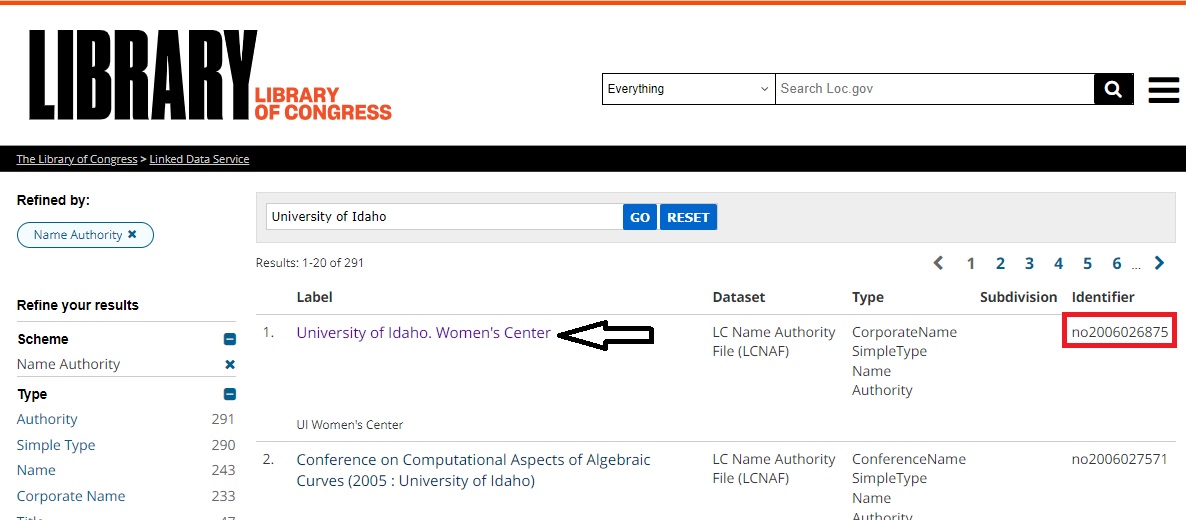 LIBRARY
LIBRARY
OF CONGRESS
Everything
Search Loc.gov
The Library of Congress > Linked Data Service
Refined by:
Name Authority ✖
University of Idaho
GO
RESET
Results: 1-20 of 291
1 2 3 4 5 6 ...
Refine your results
Scheme
Name Authority ✖
Type
Authority 291
Simple Type 290
Name 243
Corporate Name 233
Title 47
Label Dataset Type Subdivision Identifier
1. University of Idaho. Women's Center LC Name Authority CorporateName no2006026875
File (LCNAF) SimpleType
Name
Authority
UI Women's Center
2. Conference on Computational Aspects of Algebraic LC Name Authority ConferenceName no2006027571
Curves (2005 : University of Idaho) File (LCNAF) SimpleType
Name
Authority